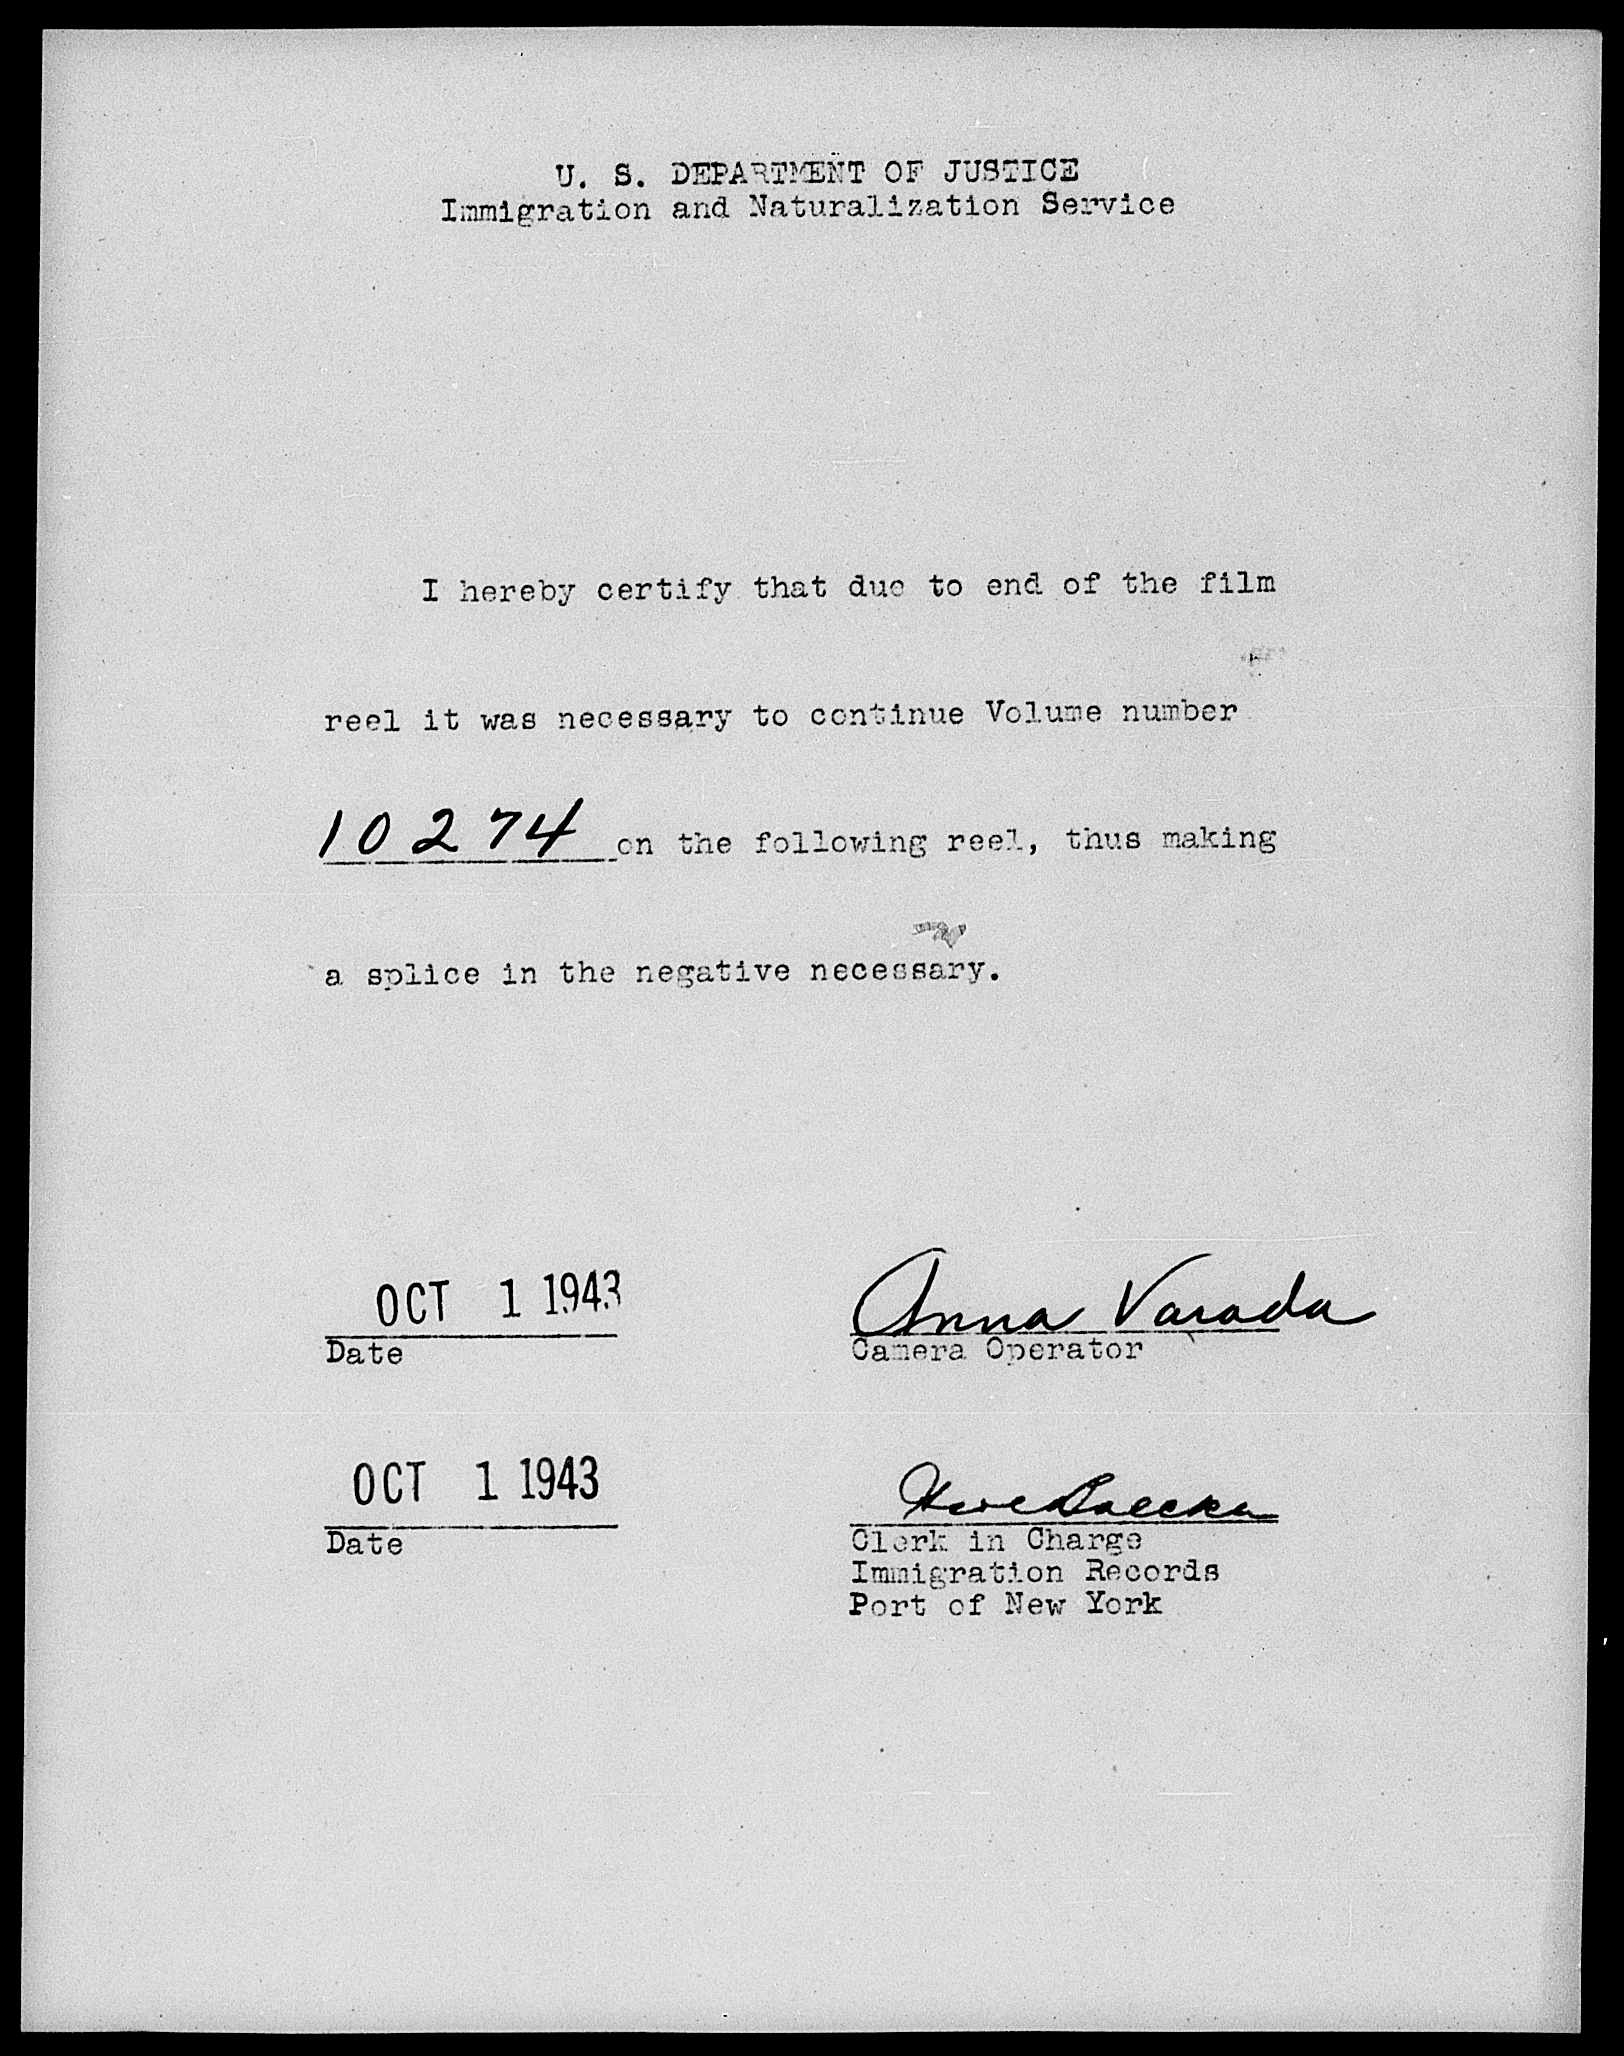 U. S. DEPARTMENT OF JUSTICE
Immigration and Naturalization Service
I hereby certify that due to end of the film
reel it was necessary to continue Volume number
10274 on the following reel, thus making
a splice in the negative necessary.
OCT 1 1943
Anna Varada
Date
Camera Operator
OCT 1 1943
Date
Clerk in Charge
Immigration Records
Port of New York